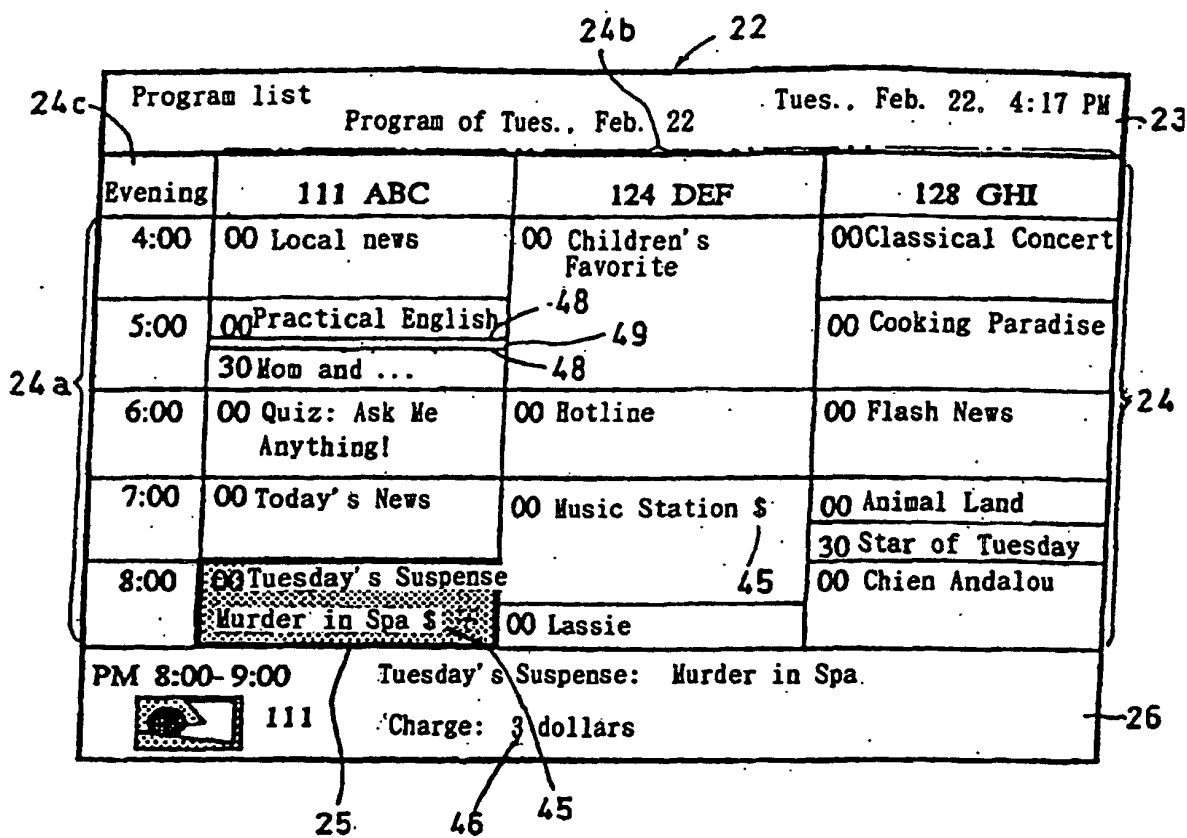 24b
22
24c
Program list
Tues., Feb. 22. 4:17 PM
23
Program of Tues., Feb. 22
Evening
111 ABC
124 DEF
128 GHI
4:00
00 Local news
00 Children's
Favorite
00Classical Concert
5:00
00Practical English
48
49
00 Cooking Paradise
30 Mom and ...
48
24a
24
6:00
00 Quiz: Ask Me
Anything!
00 Hotline
00 Flash News
7:00
00 Today's News
00 Music Station $
00 Animal Land
30 Star of Tuesday
8:00
00 Tuesday's Suspense
45
00 Chien Andalou
Murder in Spa $
00 Lassie
PM 8:00-9:00
Tuesday's Suspense: Murder in Spa
26
111
Charge: 3 dollars
25
46
45